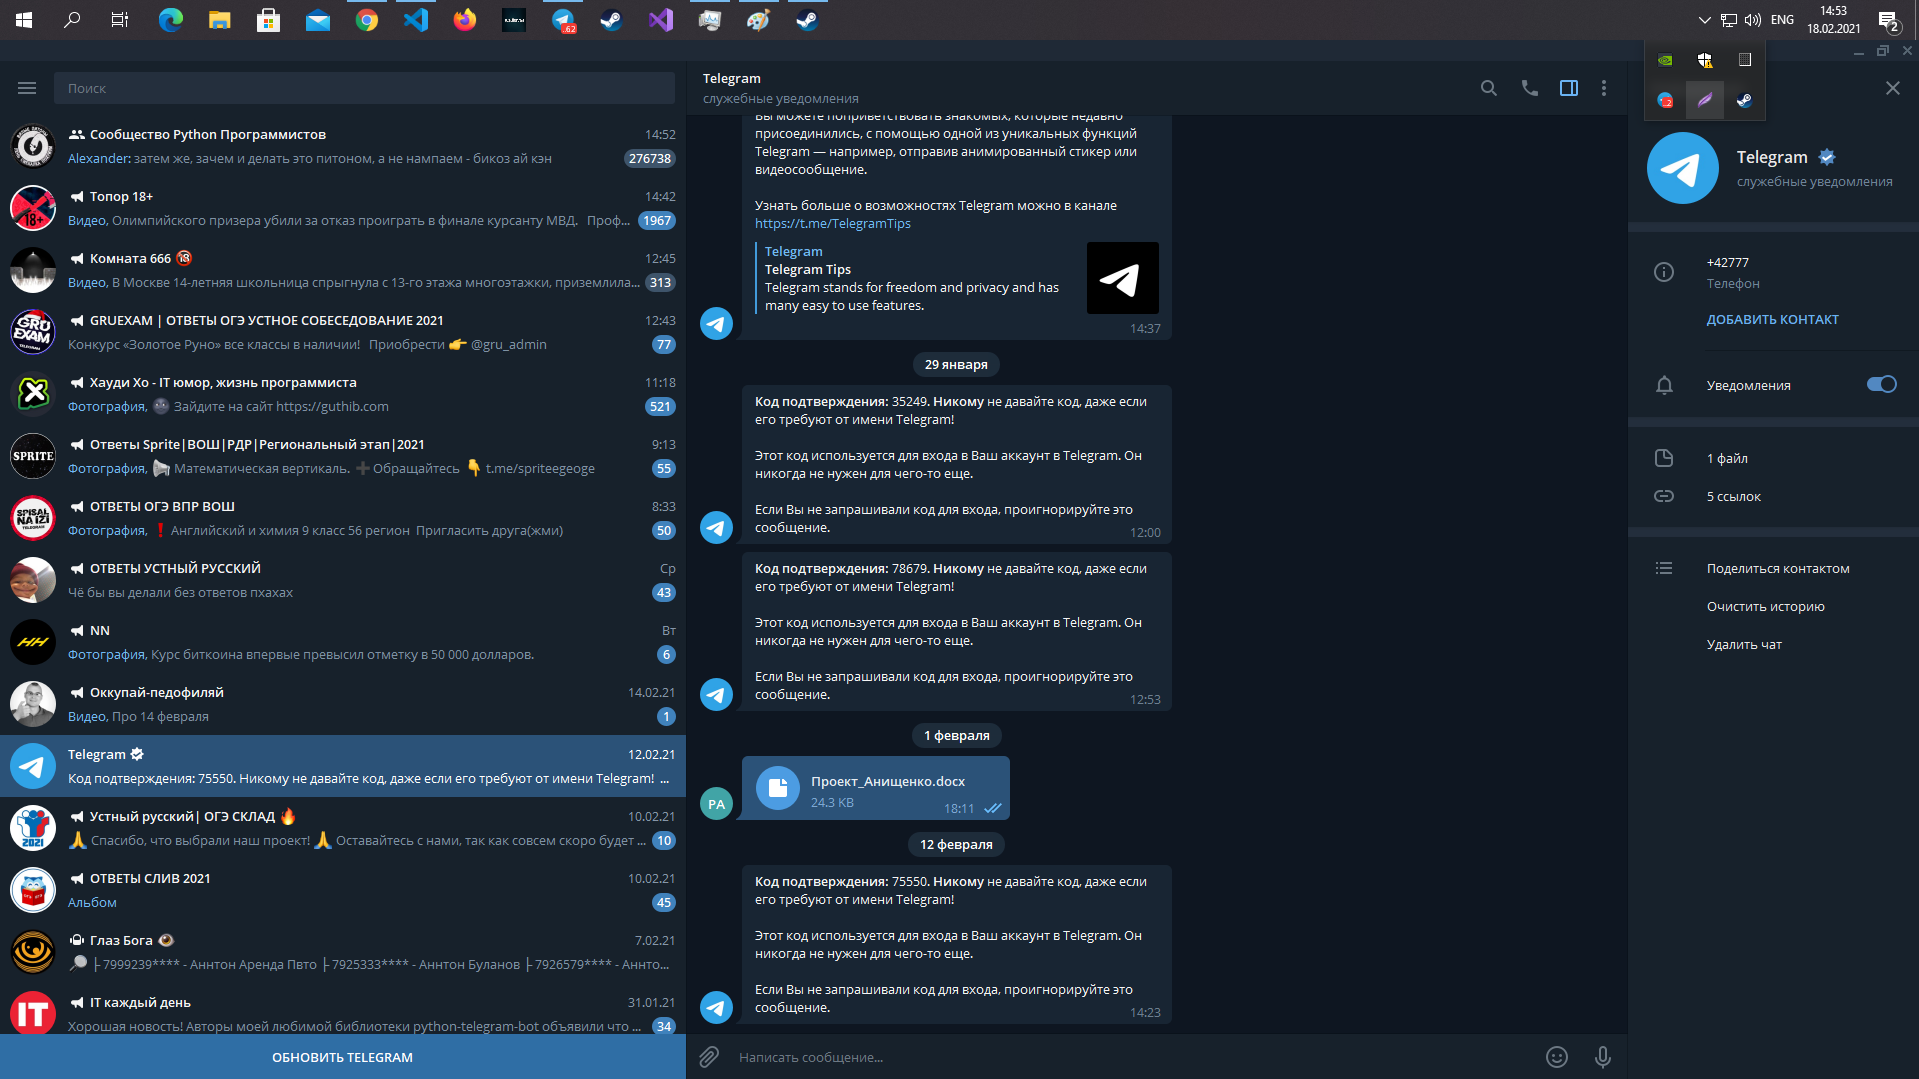 62
ENG
14:53
18.02.2021
2
Поиск
Сообщество Python Программистов 14:52
Alexander: затем же, зачем и делать это питоном, а не нампаем - бикоз ай кэн 276738
Топор 18+ 14:42
Видео, Олимпийского призера убили за отказ проиграть в финале курсанту МВД. Проф... 1967
Комната 666 🔞 12:45
Видео, В Москве 14-летняя школьница спрыгнула с 13-го этажа многоэтажки, приземлила... 313
GRUEXAM | ОТВЕТЫ ОГЭ УСТНОЕ СОБЕСЕДОВАНИЕ 2021 12:43
Конкурс «Золотое Руно» все классы в наличии! Приобрести 👉 @gru_admin 77
Хауди Хо - IT юмор, жизнь программиста 11:18
Фотография, 🌚 Зайдите на сайт https://guthib.com 521
SPRITE
Ответы Sprite|ВОШ|РДР|Региональный этап|2021 9:13
Фотография, Математическая вертикаль. ➕ Обращайтесь 👇 t.me/spriteegeoge 55
SPISAL NA IZI
ОТВЕТЫ ОГЭ ВПР ВОШ 8:33
Фотография, ❗ Английский и химия 9 класс 56 регион Пригласить друга(жми) 50
ОТВЕТЫ УСТНЫЙ РУССКИЙ Ср
Чё бы вы делали без ответов пхахах 43
NN Вт
Фотография, Курс биткоина впервые превысил отметку в 50 000 долларов. 6
Оккупай-педофиляй 14.02.21
Видео, Про 14 февраля 1
Telegram 12.02.21
Код подтверждения: 75550. Никому не давайте код, даже если его требуют от имени Telegram! ...
2021
Устный русский| ОГЭ СКЛАД 🔥 10.02.21
🙏 Спасибо, что выбрали наш проект! 🙏 Оставайтесь с нами, так как совсем скоро будет ... 10
ОТВЕТЫ СЛИВ 2021 10.02.21
Альбом 45
Глаз Бога 👁 7.02.21
🔎 ├ 7999239**** - Аннтон Аренда Пвто ├ 7925333**** - Аннтон Буланов ├ 7926579**** - Аннто...
IT
IT каждый день 31.01.21
Хорошая новость! Авторы моей любимой библиотеки python-telegram-bot объявили что ... 34
ОБНОВИТЬ TELEGRAM
Telegram
служебные уведомления
Вы можете поприветствовать знакомых, которые недавно
присоединились, с помощью одной из уникальных функций
Telegram — например, отправив анимированный стикер или
видеосообщение.
Узнать больше о возможностях Telegram можно в канале
https://t.me/TelegramTips
Telegram
Telegram Tips
Telegram stands for freedom and privacy and has
many easy to use features.
14:37
29 января
Код подтверждения: 35249. Никому не давайте код, даже если
его требуют от имени Telegram!
Этот код используется для входа в Ваш аккаунт в Telegram. Он
никогда не нужен для чего-то еще.
Если Вы не запрашивали код для входа, проигнорируйте это
сообщение.
12:00
Код подтверждения: 78679. Никому не давайте код, даже если
его требуют от имени Telegram!
Этот код используется для входа в Ваш аккаунт в Telegram. Он
никогда не нужен для чего-то еще.
Если Вы не запрашивали код для входа, проигнорируйте это
сообщение.
12:53
1 февраля
РА
Проект_Анищенко.docx
24.3 KB
18:11
12 февраля
Код подтверждения: 75550. Никому не давайте код, даже если
его требуют от имени Telegram!
Этот код используется для входа в Ваш аккаунт в Telegram. Он
никогда не нужен для чего-то еще.
Если Вы не запрашивали код для входа, проигнорируйте это
сообщение.
14:23
Написать сообщение...
Telegram
служебные уведомления
+42777
Телефон
ДОБАВИТЬ КОНТАКТ
Уведомления
1 файл
5 ссылок
Поделиться контактом
Очистить историю
Удалить чат